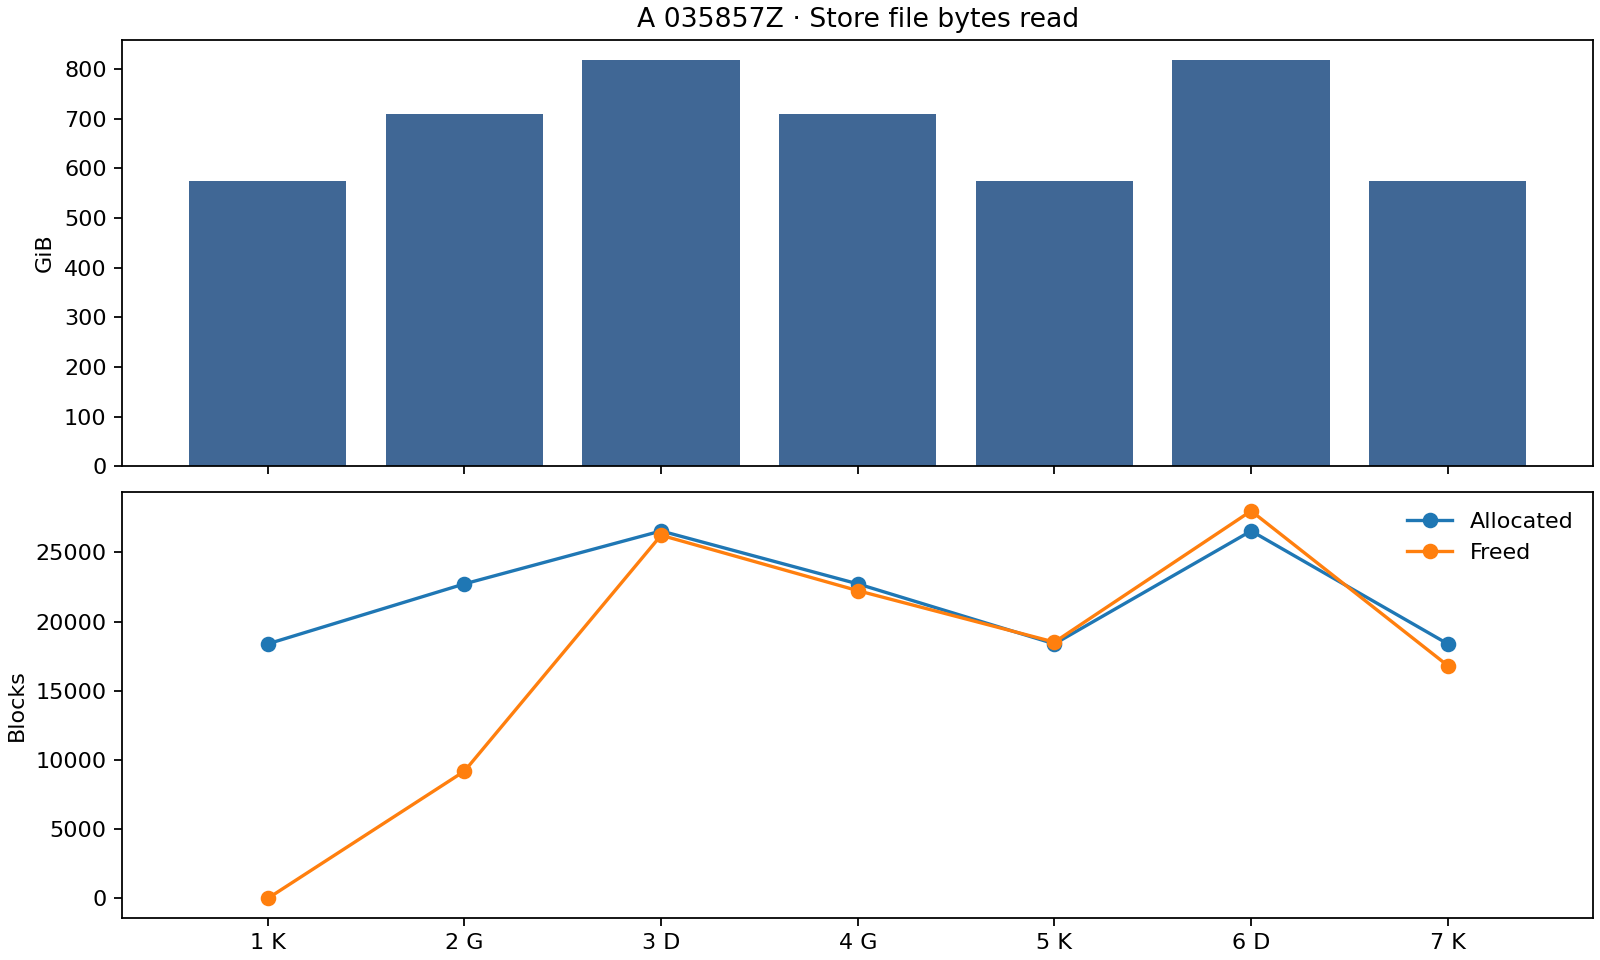 A 035857Z · Store file bytes read
GiB
800
700
600
500
400
300
200
100
0
Blocks
25000
20000
15000
10000
5000
0
Allocated
Freed
1 K
2 G
3 D
4 G
5 K
6 D
7 K